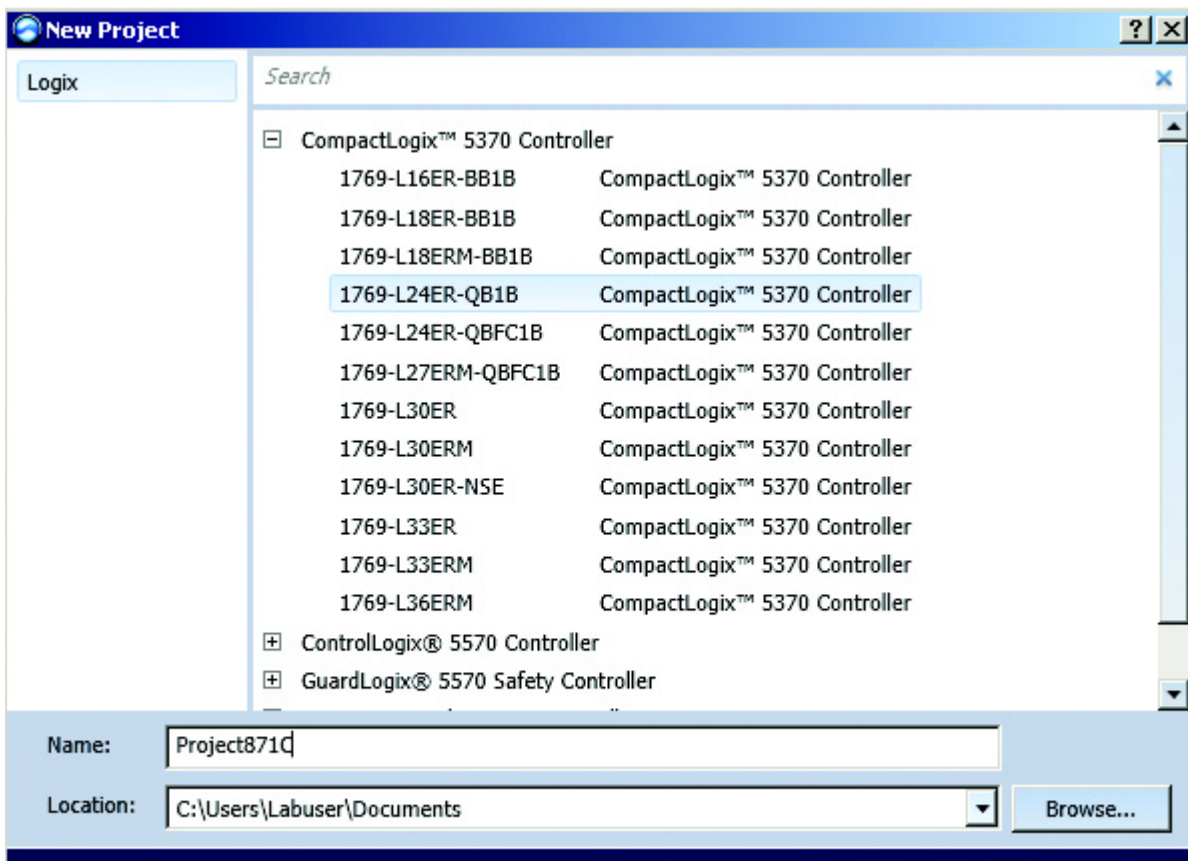 New Project
Logix
Search
CompactLogix™ 5370 Controller
1769-L16ER-BB1B CompactLogix™ 5370 Controller
1769-L18ER-BB1B CompactLogix™ 5370 Controller
1769-L18ERM-BB1B CompactLogix™ 5370 Controller
1769-L24ER-QB1B CompactLogix™ 5370 Controller
1769-L24ER-QBFC1B CompactLogix™ 5370 Controller
1769-L27ERM-QBFC1B CompactLogix™ 5370 Controller
1769-L30ER CompactLogix™ 5370 Controller
1769-L30ERM CompactLogix™ 5370 Controller
1769-L30ER-NSE CompactLogix™ 5370 Controller
1769-L33ER CompactLogix™ 5370 Controller
1769-L33ERM CompactLogix™ 5370 Controller
1769-L36ERM CompactLogix™ 5370 Controller
ControlLogix® 5570 Controller
GuardLogix® 5570 Safety Controller
Name: Project871C
Location: C:\Users\Labuser\Documents Browse...